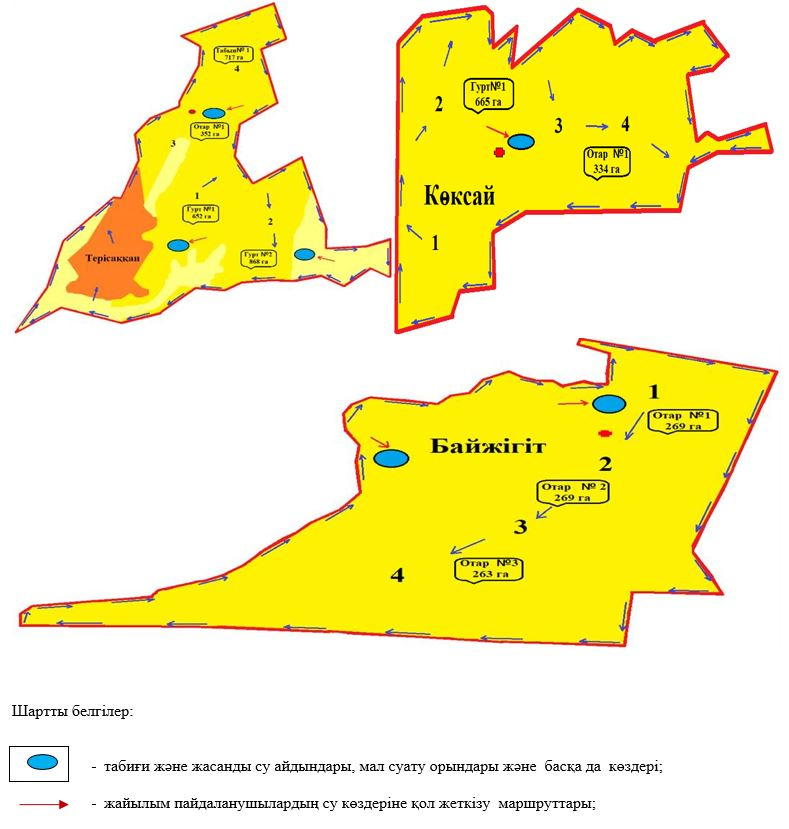 Табын№ 1
717 га
4
Отар №1
352 га
3
1
Гурт №1
652 га
2
Гурт №2
868 га
Терісаққан
Гурт№1
665 га
2
3
4
Отар №1
334 га
Көксай
1
1
Отар №1
269 га
Байжігіт
2
Отар № 2
269 га
3
Отар №3
263 га
4
Шартты белгілер:
- табиғи және жасанды су айдындары, мал суату орындары және басқа да көздері;
- жайылым пайдаланушылардың су көздеріне қол жеткізу маршруттары;